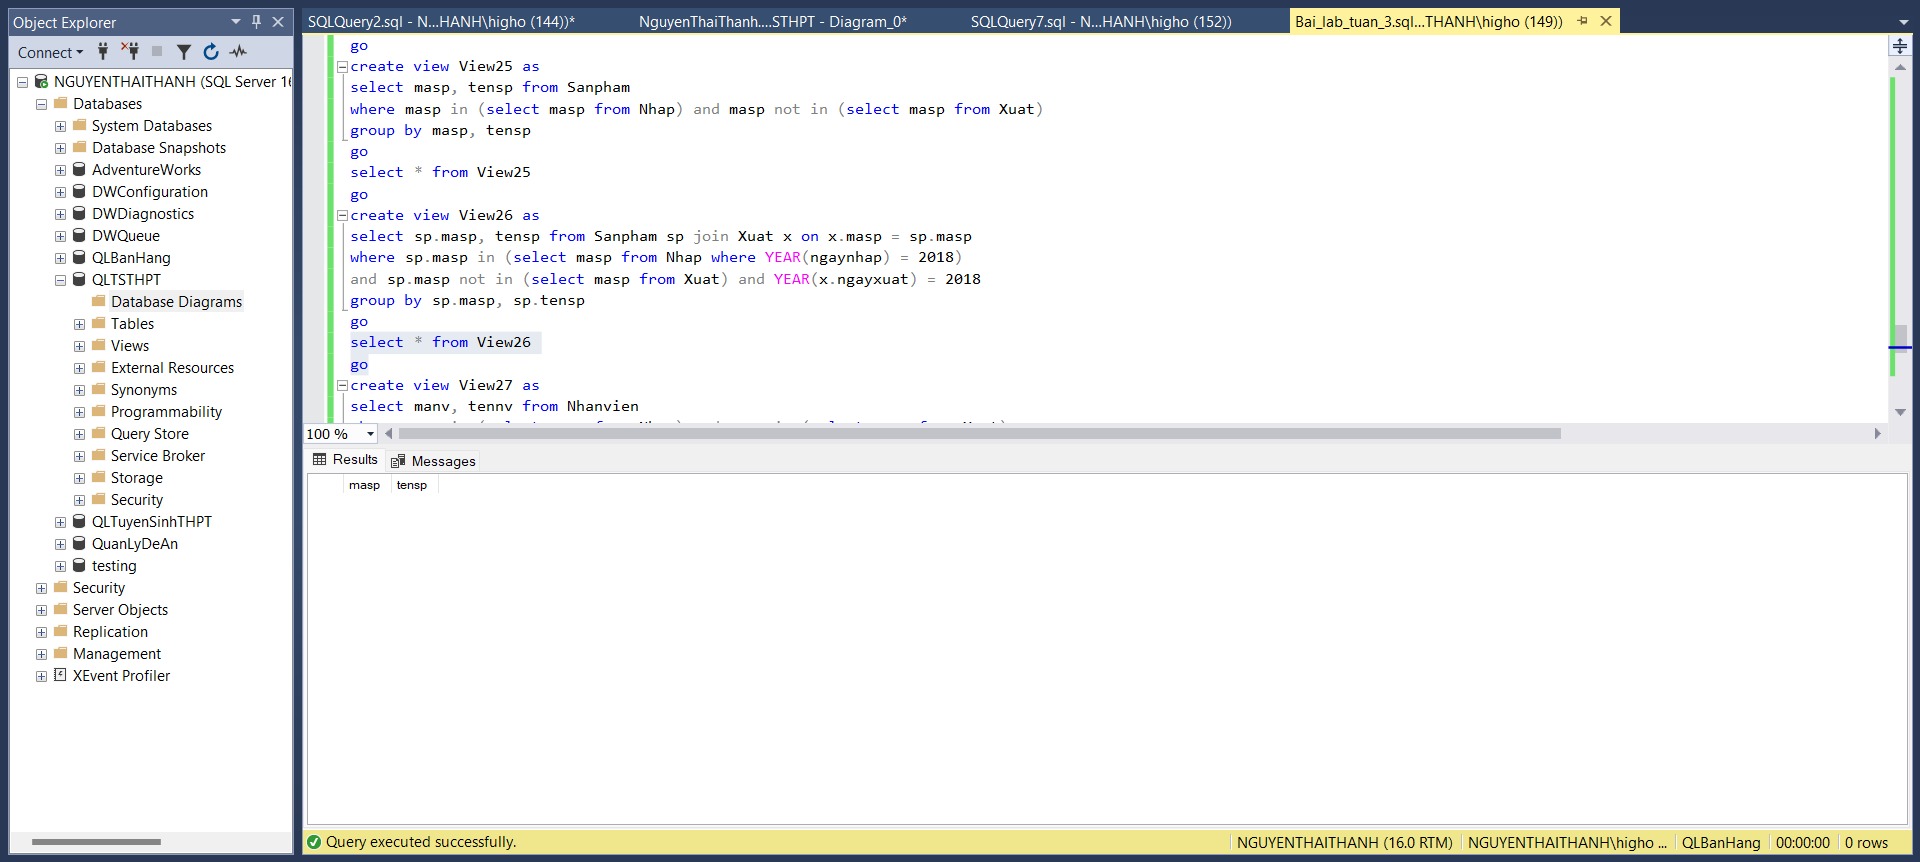 Object Explorer
Connect
NGUYENTHAITHANH (SQL Server 16
Databases
System Databases
Database Snapshots
AdventureWorks
DWConfiguration
DWDiagnostics
DWQueue
QLBanHang
QLTSTHPT
Database Diagrams
Tables
Views
External Resources
Synonyms
Programmability
Query Store
Service Broker
Storage
Security
QLTuyenSinhTHPT
QuanLyDeAn
testing
Security
Server Objects
Replication
Management
XEvent Profiler
SQLQuery2.sql - N...HANH\higho (144))*
NguyenThaiThanh....STHPT - Diagram_0*
SQLQuery7.sql - N...HANH\higho (152))
Bai_lab_tuan_3.sql...THANH\higho (149))
go
create view View25 as
select masp, tensp from Sanpham
where masp in (select masp from Nhap) and masp not in (select masp from Xuat)
group by masp, tensp
go
select * from View25
go
create view View26 as
select sp.masp, tensp from Sanpham sp join Xuat x on x.masp = sp.masp
where sp.masp in (select masp from Nhap where YEAR(ngaynhap) = 2018)
and sp.masp not in (select masp from Xuat) and YEAR(x.ngayxuat) = 2018
group by sp.masp, sp.tensp
go
select * from View26
go
create view View27 as
select manv, tennv from Nhanvien
100 %
Results
Messages
masp tensp
Query executed successfully.
NGUYENTHAITHANH (16.0 RTM)
NGUYENTHAITHANH\higho ...
QLBanHang
00:00:00
0 rows